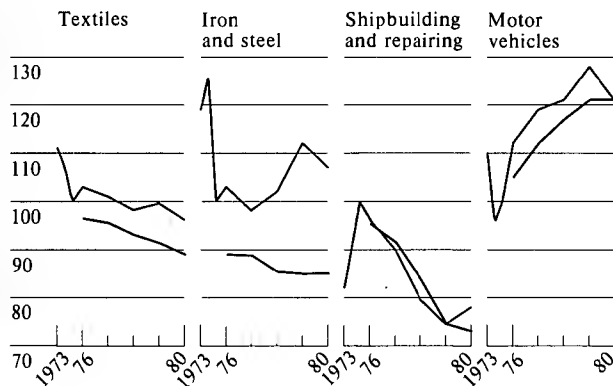 Textiles
Iron
and steel
Shipbuilding
and repairing
Motor
vehicles
130
120
110
100
90
80
70
1973 76 80
1973 76 80
1973 76 80
1973 76 80